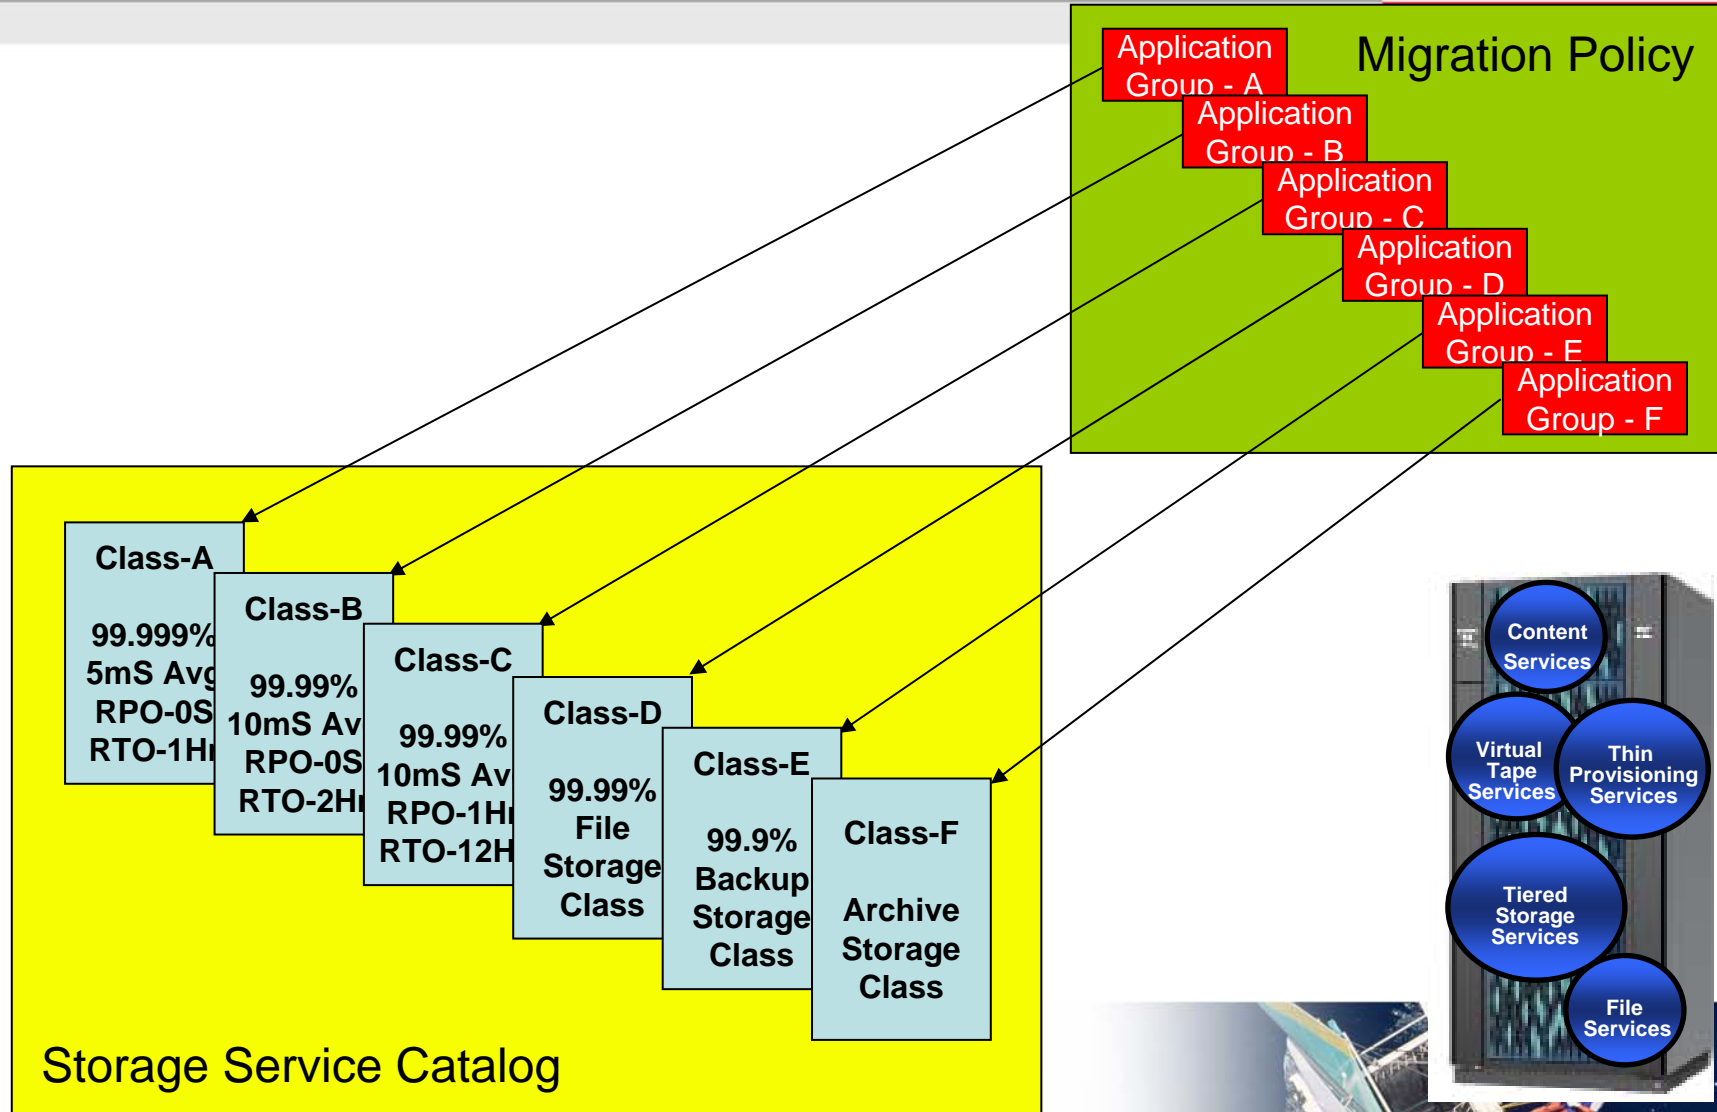 Migration Policy
Application
Group - A
Application
Group - B
Application
Group - C
Application
Group - D
Application
Group - E
Application
Group - F
Class-A
99.999%
5mS Avg
RPO-0S
RTO-1Hr
Class-B
99.99%
10mS Av
RPO-0S
RTO-2Hr
Class-C
99.99%
10mS Av
RPO-1Hr
RTO-12H
Class-D
99.99%
File
Storage
Class
Class-E
99.9%
Backup
Storage
Class
Class-F
Archive
Storage
Class
Storage Service Catalog
Content
Services
Virtual
Tape
Services
Thin
Provisioning
Services
Tiered
Storage
Services
File
Services